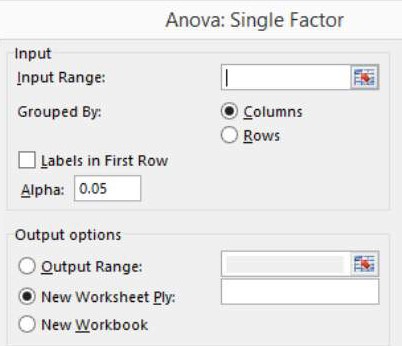 Anova: Single Factor
Input
Input Range:
Grouped By:
Columns
Rows
Labels in First Row
Alpha: 0.05
Output options
Output Range:
New Worksheet Ply:
New Workbook